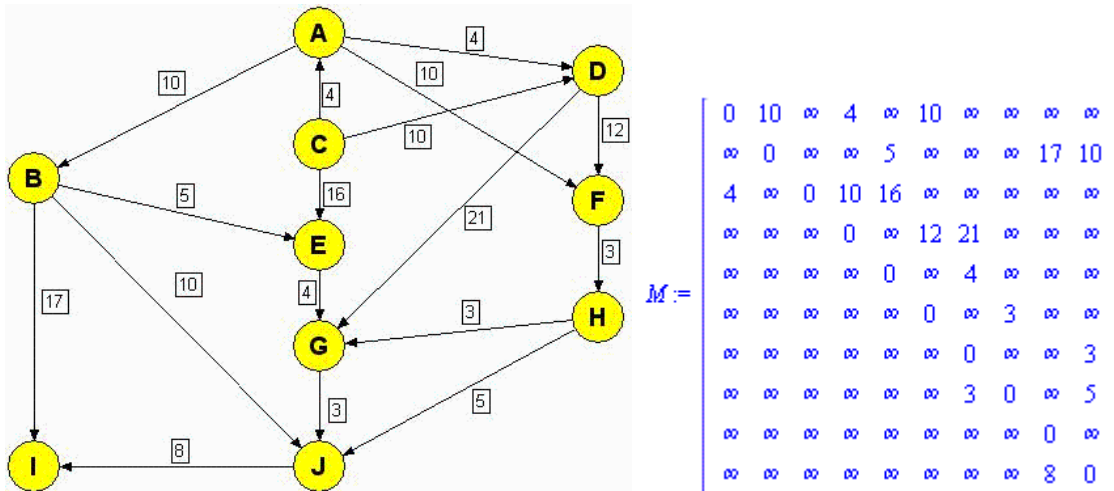 A
4
D
10
10
4
C
10
12
B
16
F
5
21
E
3
17
10
4
H
3
G
3
5
8
I
J
M :=
0 10 ∞ 4 ∞ 10 ∞ ∞ ∞ ∞
∞ 0 ∞ ∞ 5 ∞ ∞ ∞ 17 10
4 ∞ 0 10 16 ∞ ∞ ∞ ∞ ∞
∞ ∞ ∞ 0 ∞ 12 21 ∞ ∞ ∞
∞ ∞ ∞ ∞ 0 ∞ 4 ∞ ∞ ∞
∞ ∞ ∞ ∞ ∞ 0 ∞ 3 ∞ ∞
∞ ∞ ∞ ∞ ∞ ∞ 0 ∞ ∞ 3
∞ ∞ ∞ ∞ ∞ ∞ 3 0 ∞ 5
∞ ∞ ∞ ∞ ∞ ∞ ∞ ∞ 0 ∞
∞ ∞ ∞ ∞ ∞ ∞ ∞ ∞ 8 0